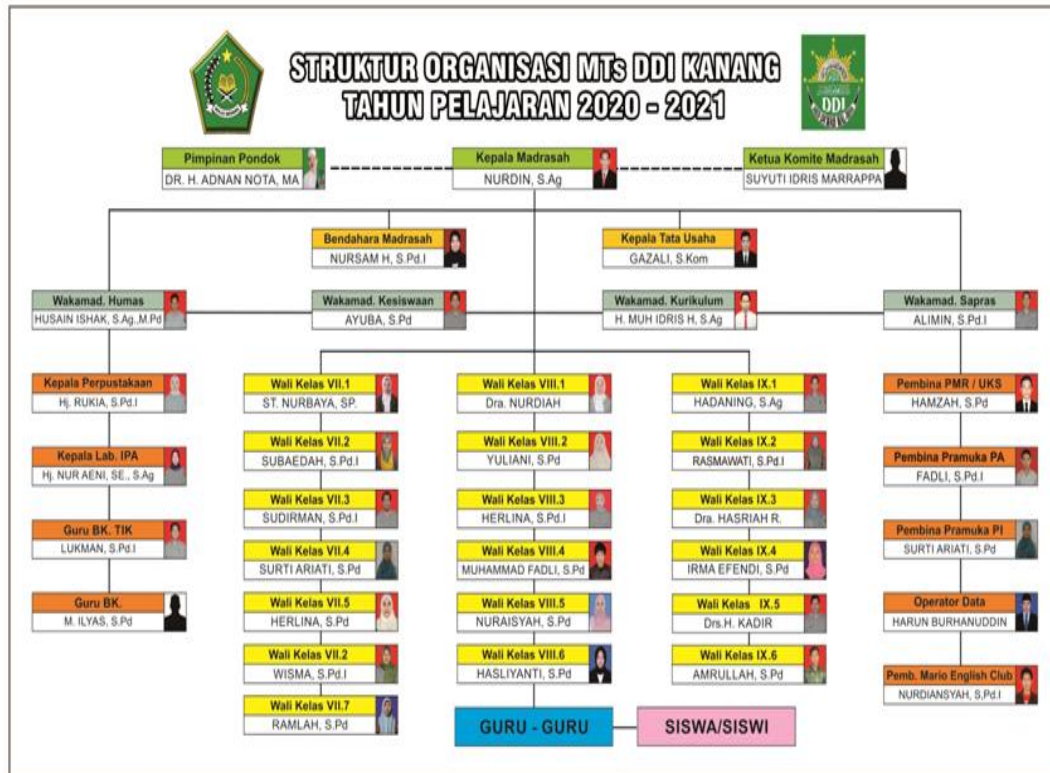 STRUKTUR ORGANISASI MTs DDI KANANG
TAHUN PELAJARAN 2020 - 2021
DDI
Pimpinan Pondok
DR. H. ADNAN NOTA, MA
Kepala Madrasah
NURDIN, S.Ag
Ketua Komite Madrasah
SUYUTI IDRIS MARRAPPA
Bendahara Madrasah
NURSAM H, S.Pd.I
Kepala Tata Usaha
GAZALI, S.Kom
Wakamad. Humas
HUSAIN ISHAK, S.Ag.,M.Pd
Wakamad. Kesiswaan
AYUBA, S.Pd
Wakamad. Kurikulum
H. MUH IDRIS H, S.Ag
Wakamad. Sapras
ALIMIN, S.Pd.I
Kepala Perpustakaan
Hj. RUKIA, S.Pd.I
Kepala Lab. IPA
Hj. NUR AENI, SE., S.Ag
Guru BK. TIK
LUKMAN, S.Pd.I
Guru BK.
M. ILYAS, S.Pd
Wali Kelas VII.1
ST. NURBAYA, SP.
Wali Kelas VII.2
SUBAEDAH, S.Pd.I
Wali Kelas VII.3
SUDIRMAN, S.Pd.I
Wali Kelas VII.4
SURTI ARIATI, S.Pd
Wali Kelas VII.5
HERLINA, S.Pd
Wali Kelas VII.2
WISMA, S.Pd.I
Wali Kelas VII.7
RAMLAH, S.Pd
Wali Kelas VIII.1
Dra. NURDIAH
Wali Kelas VIII.2
YULIANI, S.Pd
Wali Kelas VIII.3
HERLINA, S.Pd.I
Wali Kelas VIII.4
MUHAMMAD FADLI, S.Pd
Wali Kelas VIII.5
NURAISYAH, S.Pd
Wali Kelas VIII.6
HASLIYANTI, S.Pd
Wali Kelas IX.1
HADANING, S.Ag
Wali Kelas IX.2
RASMAWATI, S.Pd.I
Wali Kelas IX.3
Dra. HASRIAH R.
Wali Kelas IX.4
IRMA EFENDI, S.Pd
Wali Kelas IX.5
Drs.H. KADIR
Wali Kelas IX.6
AMRULLAH, S.Pd
Pembina PMR / UKS
HAMZAH, S.Pd
Pembina Pramuka PA
FADLI, S.Pd.I
Pembina Pramuka PI
SURTI ARIATI, S.Pd
Operator Data
HARUN BURHANUDDIN
Pemb. Mario English Club
NURDIANSYAH, S,Pd.I
GURU - GURU
SISWA/SISWI